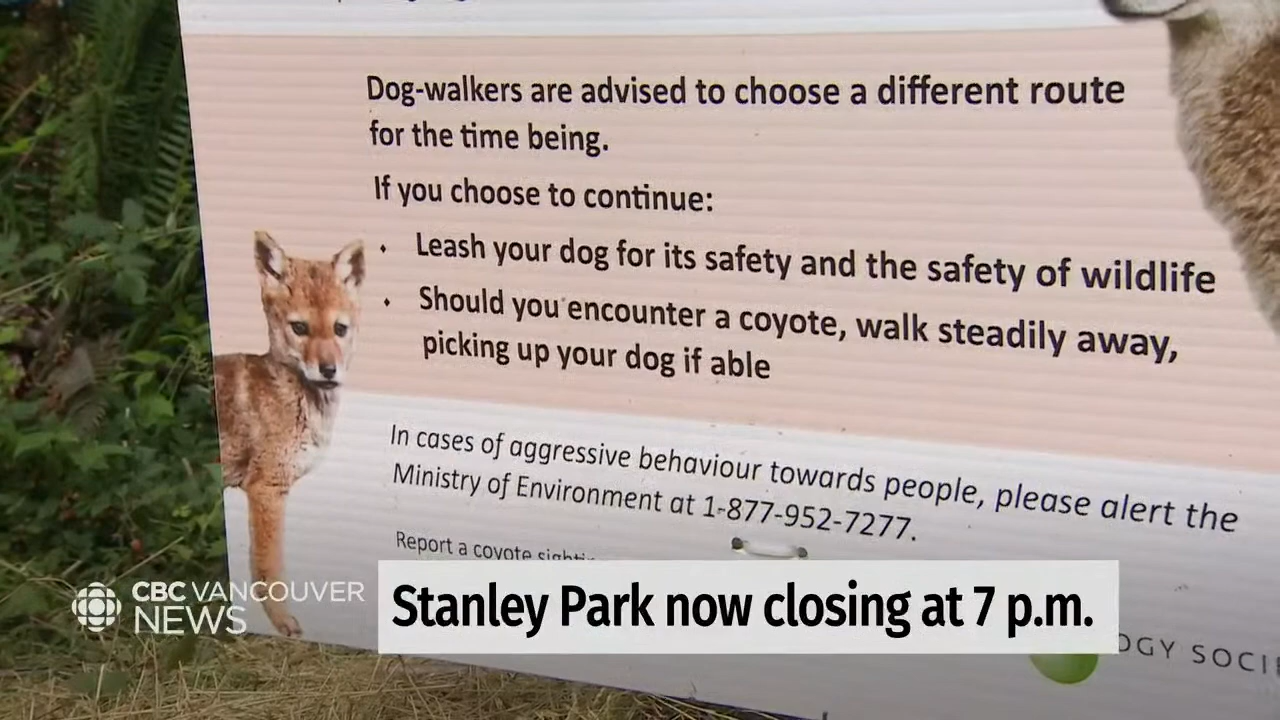 Dog-walkers are advised to choose a different route
for the time being.
If you choose to continue:
Leash your dog for its safety and the safety of wildlife
Should you encounter a coyote, walk steadily away,
picking up your dog if able
In cases of aggressive behaviour towards people, please alert the
Ministry of Environment at 1-877-952-7277.
Report a coyote
CBC VANCOUVER
NEWS
Stanley Park now closing at 7 p.m.